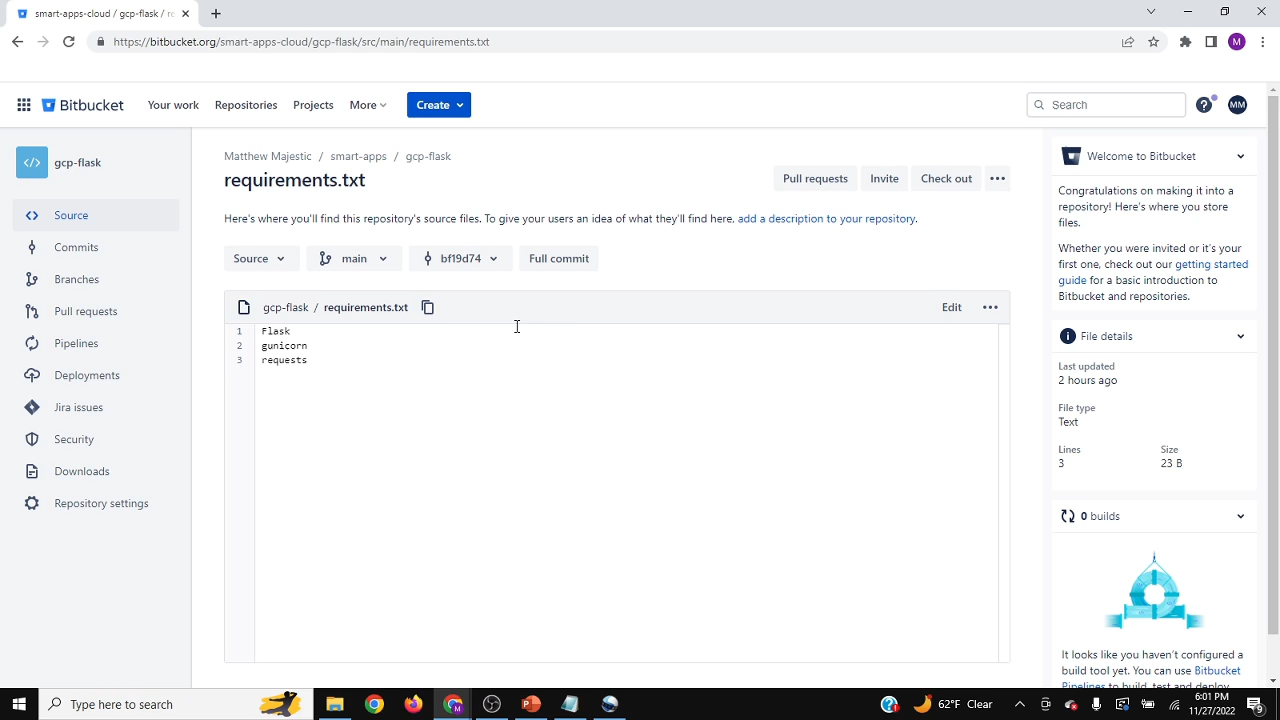 smart-apps-cloud / gcp-flask / r
https://bitbucket.org/smart-apps-cloud/gcp-flask/src/main/requirements.txt
M
Bitbucket
Your work
Repositories
Projects
More
Create
Search
?
MM
gcp-flask
Source
Commits
Branches
Pull requests
Pipelines
Deployments
Jira issues
Security
Downloads
Repository settings
Matthew Majestic / smart-apps / gcp-flask
requirements.txt
Pull requests
Invite
Check out
Here's where you'll find this repository's source files. To give your users an idea of what they'll find here, add a description to your repository.
Source
main
bf19d74
Full commit
gcp-flask / requirements.txt
Edit
1 Flask
2 gunicorn
3 requests
Welcome to Bitbucket
Congratulations on making it into a
repository! Here's where you store
files.
Whether you were invited or it's your
first one, check out our getting started
guide for a basic introduction to
Bitbucket and repositories.
File details
Last updated
2 hours ago
File type
Text
Lines
Size
3
23 B
0 builds
It looks like you haven't configured a
build tool yet. You can use Bitbucket
Pipelines to build, test and deploy
Type here to search
62°F Clear
6:01 PM
11/27/2022